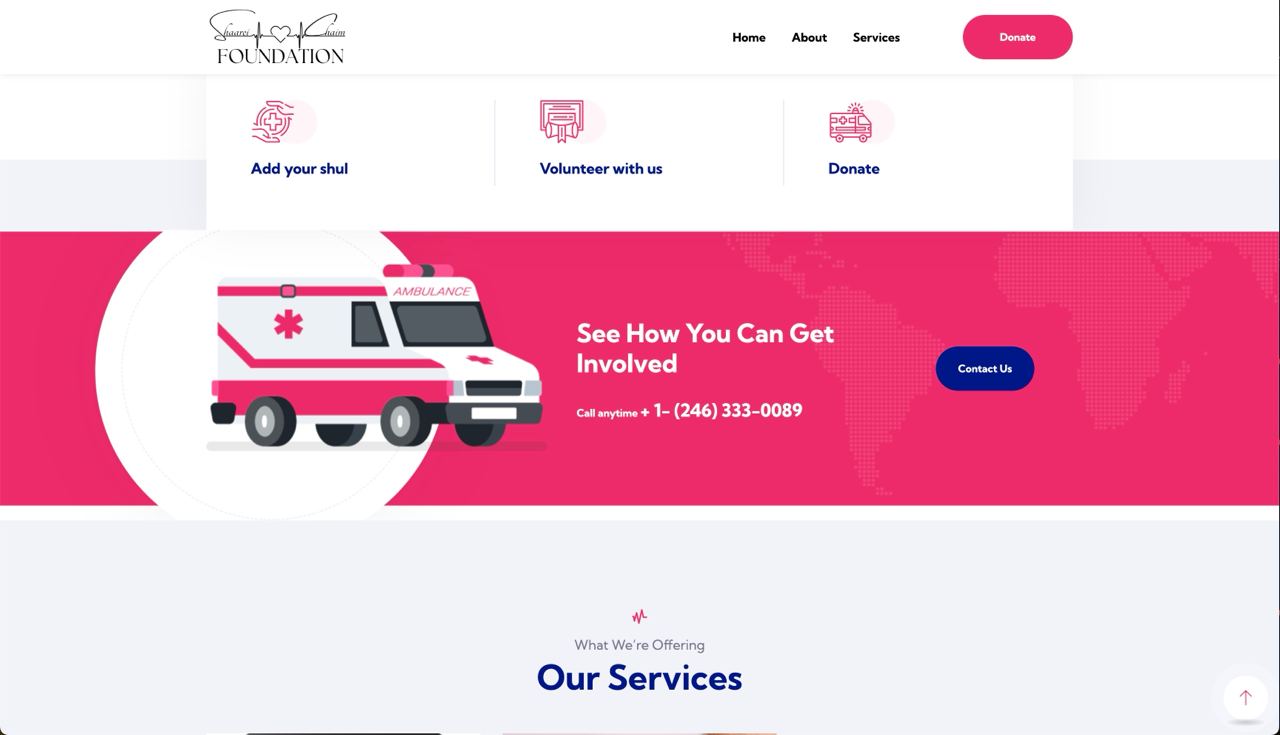 Shaarei Chaim
FOUNDATION
Home
About
Services
Donate
Add your shul
Volunteer with us
Donate
AMBULANCE
See How You Can Get
Involved
Call anytime + 1- (246) 333-0089
Contact Us
What We're Offering
Our Services